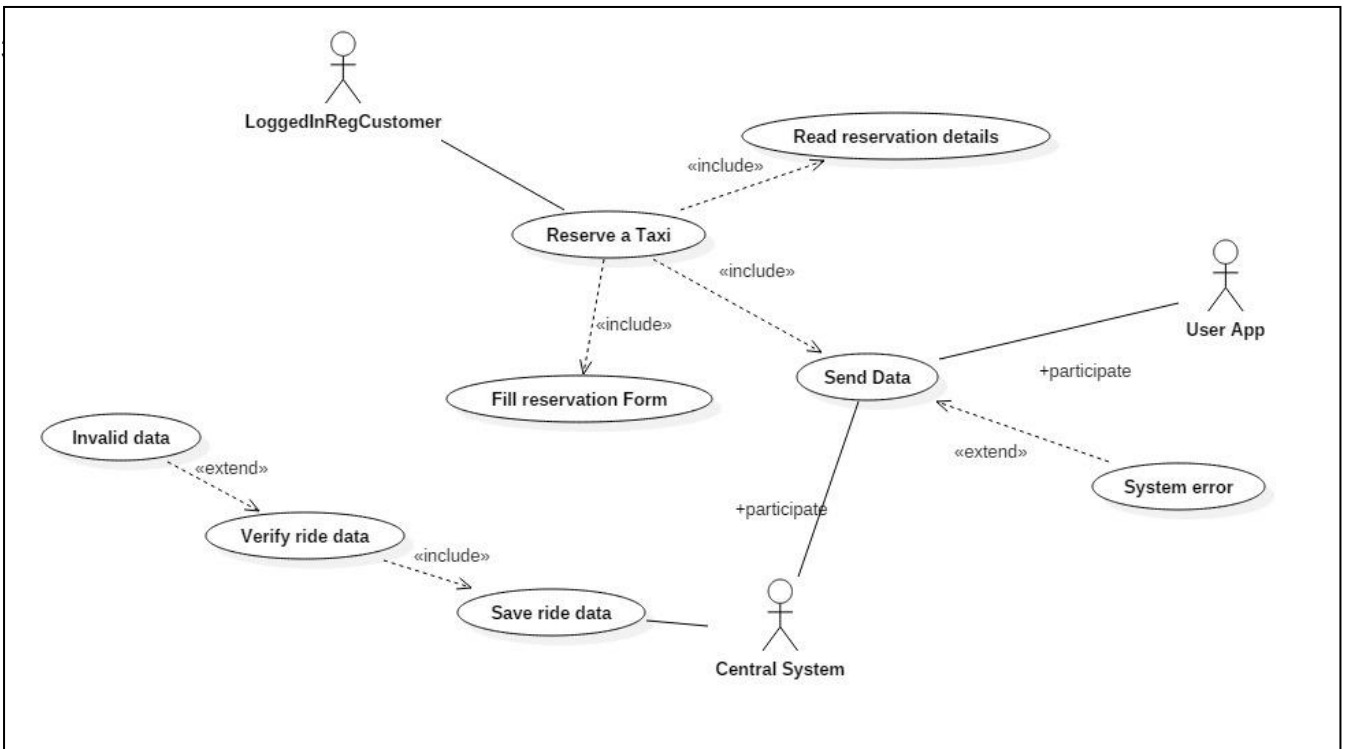 LoggedInRegCustomer
Read reservation details
«include»
Reserve a Taxi
«include»
User App
«include»
Send Data
+participate
Fill reservation Form
Invalid data
«extend»
«extend»
System error
+participate
Verify ride data
«include»
Save ride data
Central System